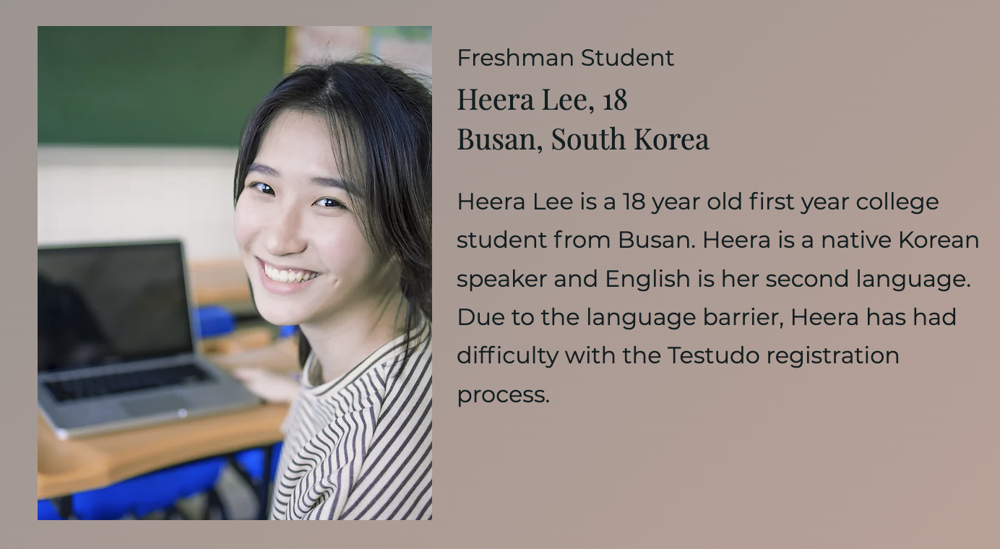 Freshman Student
Heera Lee, 18
Busan, South Korea
Heera Lee is a 18 year old first year college
student from Busan. Heera is a native Korean
speaker and English is her second language.
Due to the language barrier, Heera has had
difficulty with the Testudo registration
process.